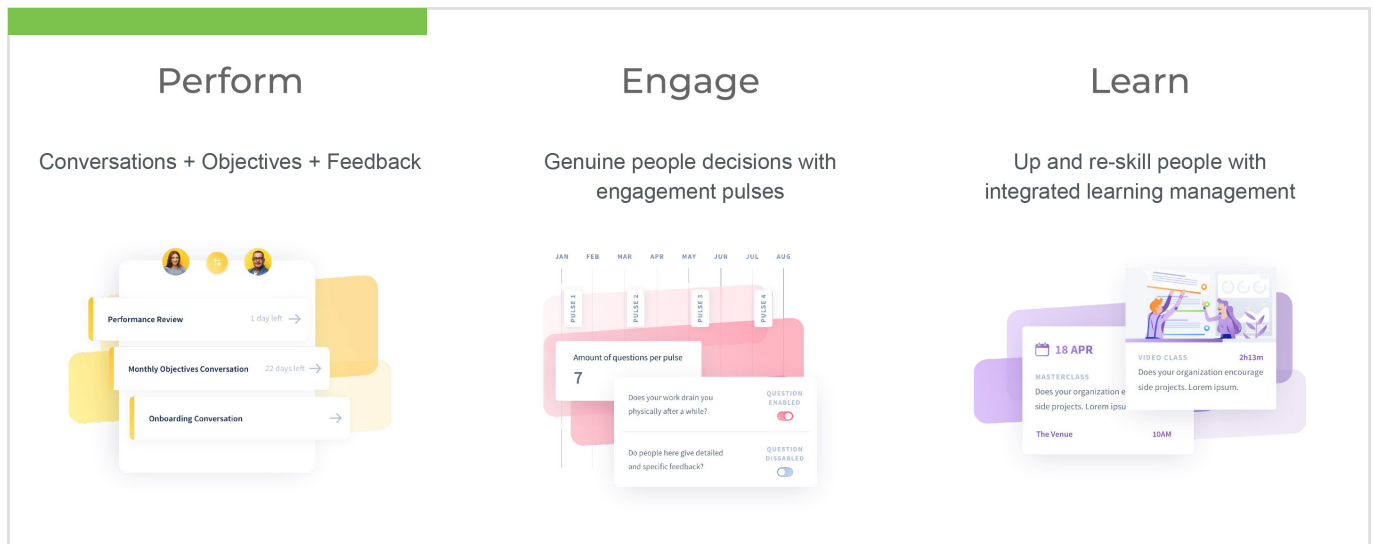 Perform
Conversations + Objectives + Feedback
Performance Review
1 day left
Monthly Objectives Conversation
22 days left
Onboarding Conversation
Engage
Genuine people decisions with
engagement pulses
JAN FEB MAR APR MAY JUN JUL AUG
PULSE 1
PULSE 2
PULSE 3
PULSE 4
Amount of questions per pulse
7
Does your work drain you
physically after a while?
QUESTION
ENABLED
Do people here give detailed
and specific feedback?
QUESTION
DISSABLED
Learn
Up and re-skill people with
integrated learning management
18 APR
MASTERCLASS
Does your organization e
side projects. Lorem ipsu
The Venue 10AM
VIDEO CLASS 2h13m
Does your organization encourage
side projects. Lorem ipsum.